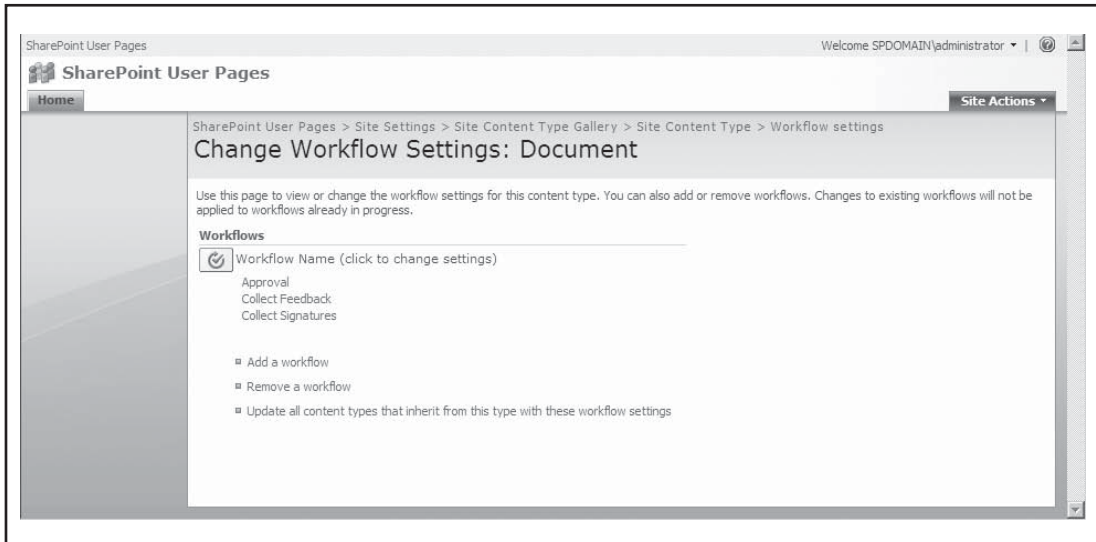 SharePoint User Pages
Welcome SPDOMAIN\administrator |
SharePoint User Pages
Home
Site Actions
SharePoint User Pages > Site Settings > Site Content Type Gallery > Site Content Type > Workflow settings
Change Workflow Settings: Document
Use this page to view or change the workflow settings for this content type. You can also add or remove workflows. Changes to existing workflows will not be
applied to workflows already in progress.
Workflows
Workflow Name (click to change settings)
Approval
Collect Feedback
Collect Signatures
Add a workflow
Remove a workflow
Update all content types that inherit from this type with these workflow settings